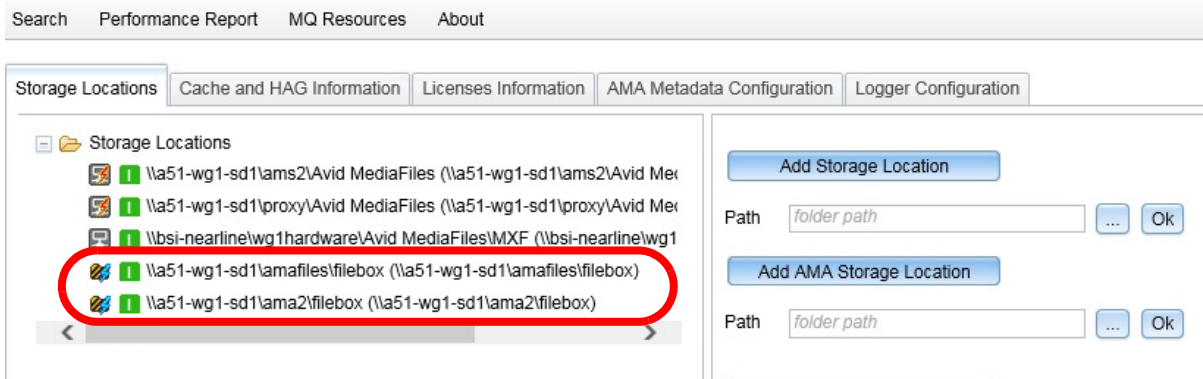 Search Performance Report MQ Resources About
Storage Locations Cache and HAG Information Licenses Information AMA Metadata Configuration Logger Configuration
Storage Locations
I \\a51-wg1-sd1\ams2\Avid MediaFiles (\\a51-wg1-sd1\ams2\Avid Med
I \\a51-wg1-sd1\proxy\Avid MediaFiles (\\a51-wg1-sd1\proxy\Avid Med
I \\bsi-nearline\wg1hardware\Avid MediaFiles\MXF (\\bsi-nearline\wg1
I \\a51-wg1-sd1\amafiles\filebox (\\a51-wg1-sd1\amafiles\filebox)
I \\a51-wg1-sd1\ama2\filebox (\\a51-wg1-sd1\ama2\filebox)
Add Storage Location
Path folder path ... Ok
Add AMA Storage Location
Path folder path ... Ok